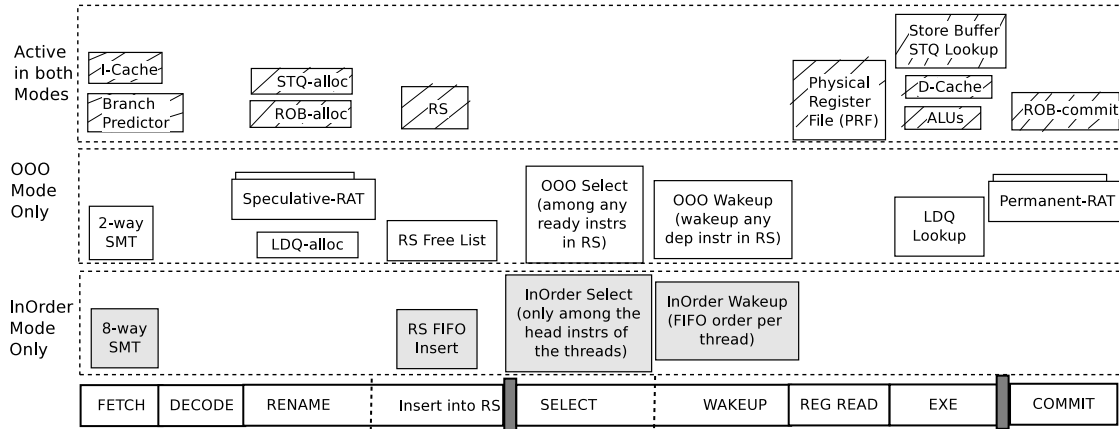 Active
in both
Modes
I-Cache
Branch
Predictor
STQ-alloc
ROB-alloc
RS
Physical
Register
File (PRF)
Store Buffer
STQ Lookup
D-Cache
ALUs
ROB-commit
OOO
Mode
Only
2-way
SMT
Speculative-RAT
LDQ-alloc
RS Free List
OOO Select
(among any
ready instrs
in RS)
OOO Wakeup
(wakeup any
dep instr in RS)
LDQ
Lookup
Permanent-RAT
InOrder
Mode
Only
8-way
SMT
RS FIFO
Insert
InOrder Select
(only among the
head instrs of
the threads)
InOrder Wakeup
(FIFO order per
thread)
FETCH
DECODE
RENAME
Insert into RS
SELECT
WAKEUP
REG READ
EXE
COMMIT